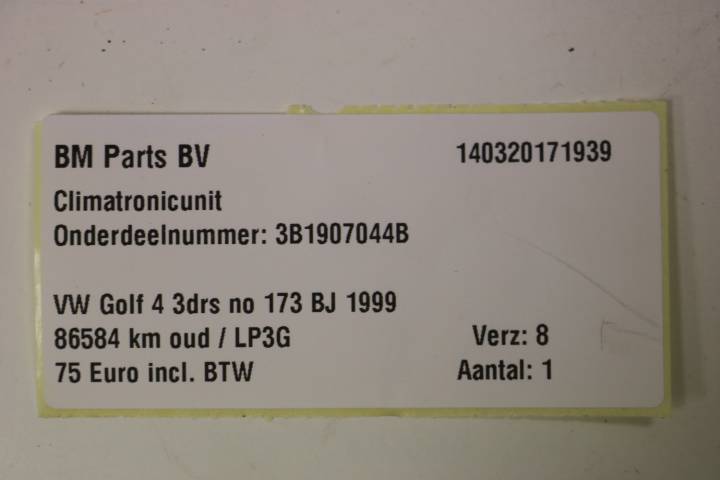 BM Parts BV 140320171939
Climatronicunit
Onderdeelnummer: 3B1907044B
VW Golf 4 3drs no 173 BJ 1999
86584 km oud / LP3G Verz: 8
75 Euro incl. BTW Aantal: 1